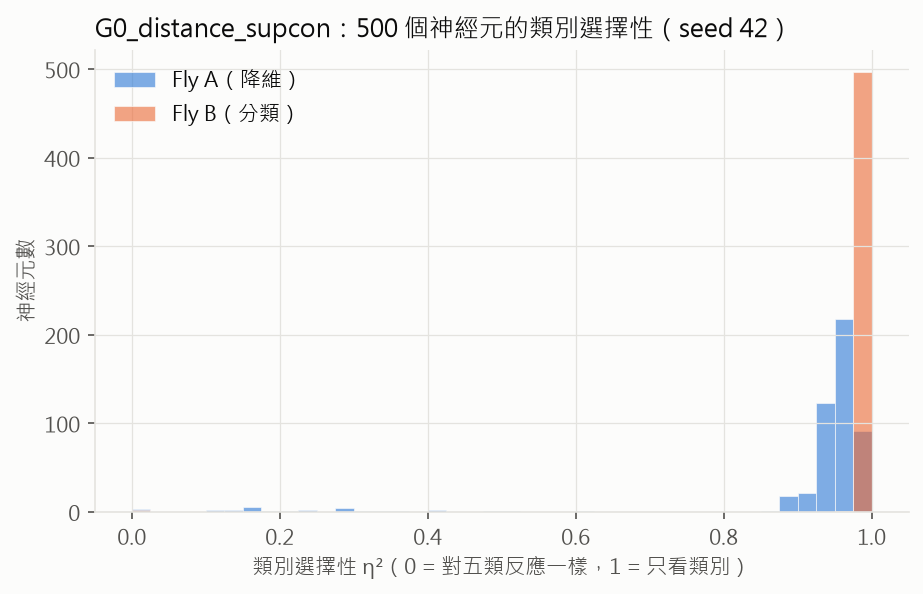 G0_distance_supcon：500 個神經元的類別選擇性（seed 42）
Fly A（降維）
Fly B（分類）
神經元數
500
400
300
200
100
0
0.0 0.2 0.4 0.6 0.8 1.0
類別選擇性 η²（0 = 對五類反應一樣，1 = 只看類別）